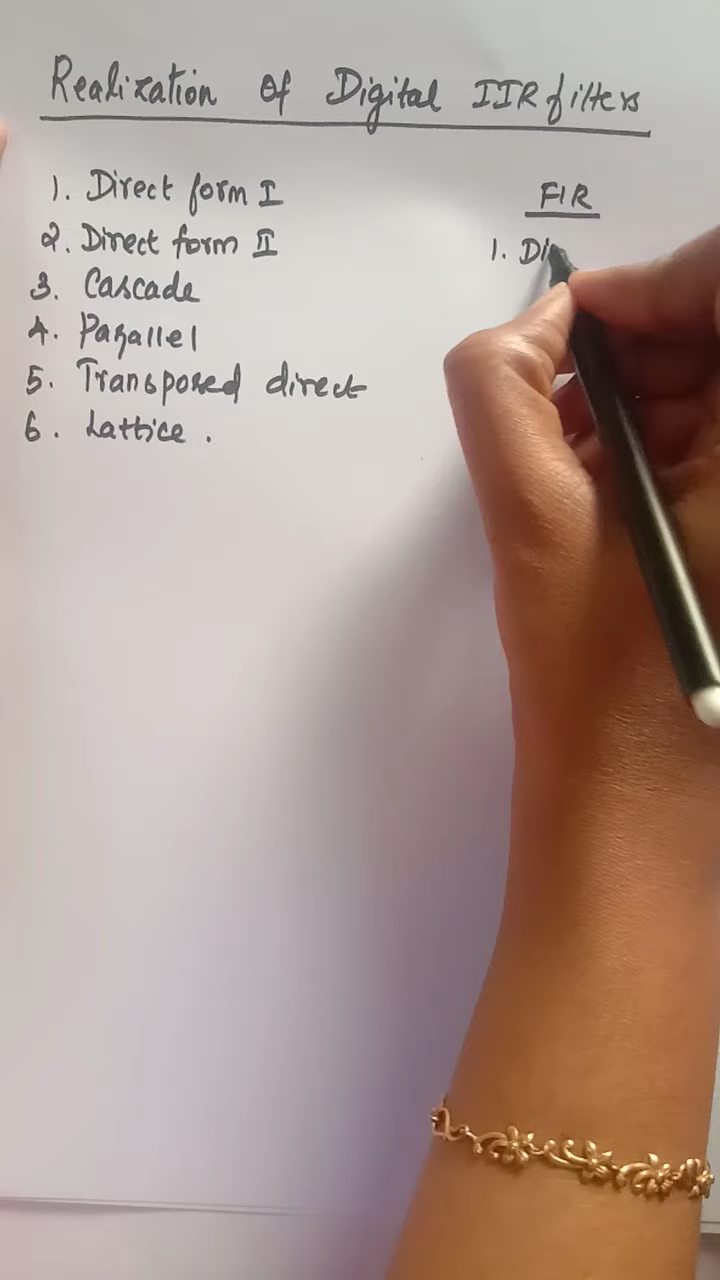 Realization of Digital IIR filters
1. Direct form I
2. Direct form II
3. Cascade
4. Parallel
5. Transposed direct
6. Lattice.
FIR
1. Di